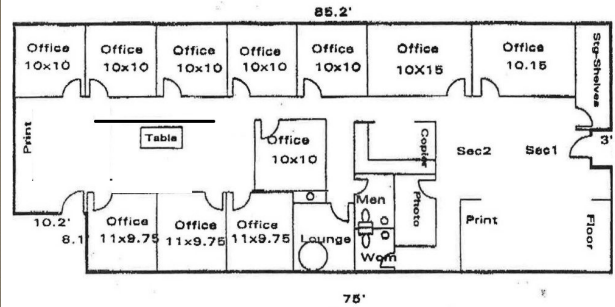 85.2'
Office
10x10
Office
10x10
Office
10x10
Office
10x10
Office
10x10
Office
10X15
Office
10.15
Stg-Shelves
Print
Table
Office
10x10
Copier
Sec2
Sec1
3'
10.2'
8.1
Office
11x9.75
Office
11x9.75
Office
11x9.75
Lounge
Men
Wom
Photo
Print
Floor
75'